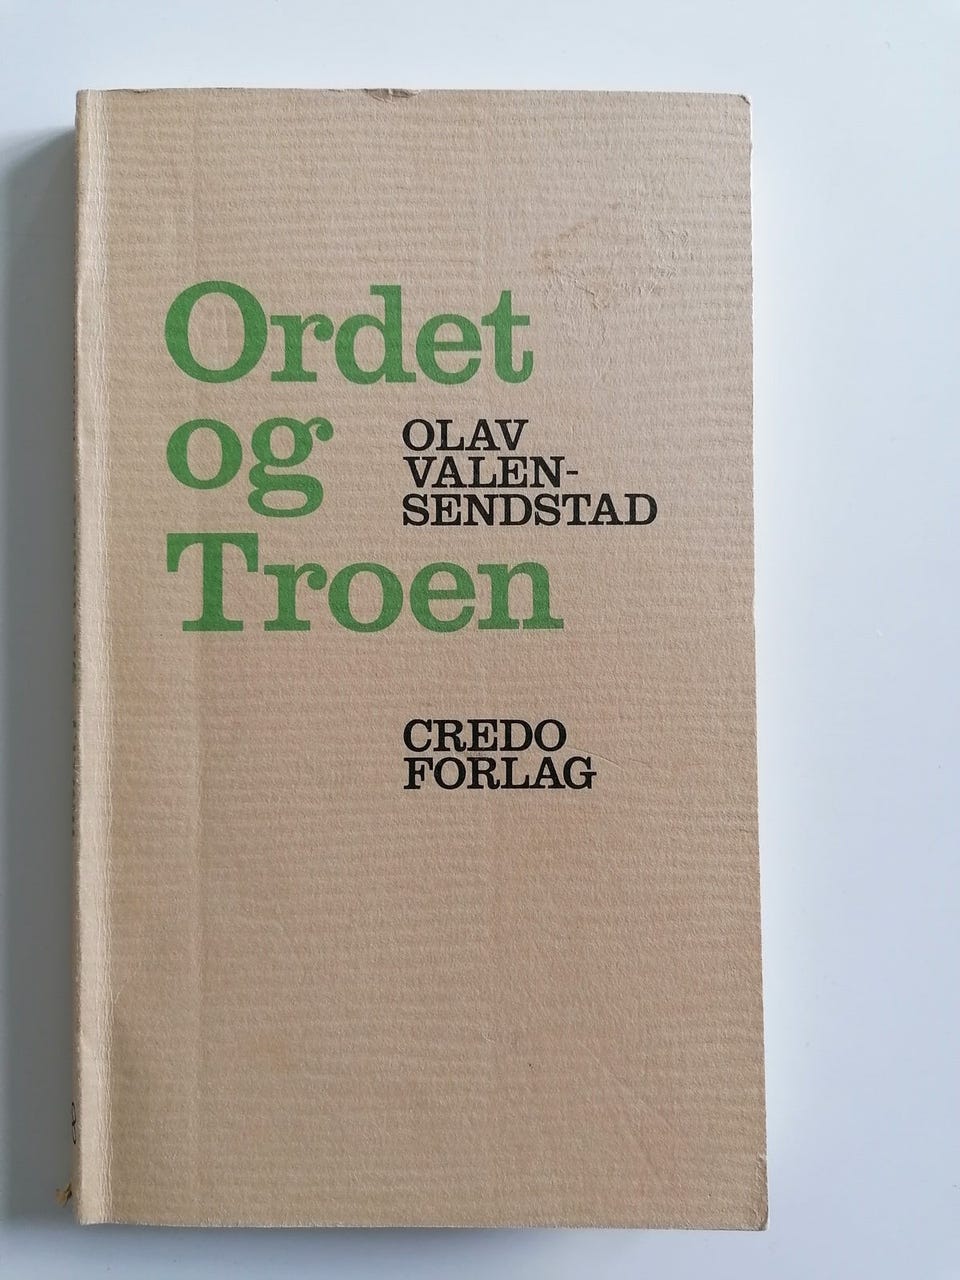 Ordet
og
Troen
OLAV
VALEN-
SENDSTAD
CREDO
FORLAG